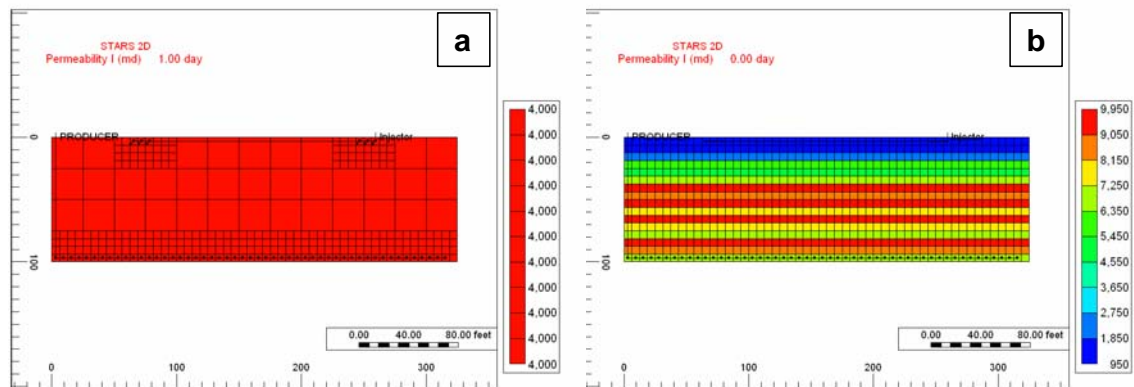 a
STARS 2D
Permeability I (md) 1.00 day
PRODUCER
Injector
0
100
4,000
4,000
4,000
4,000
4,000
4,000
4,000
4,000
4,000
4,000
4,000
0.00 40.00 80.00 feet
0 100 200 300
b
STARS 2D
Permeability I (md) 0.00 day
PRODUCER
Injector
0
100
9,950
9,050
8,150
7,250
6,350
5,450
4,550
3,650
2,750
1,850
950
0.00 40.00 80.00 feet
0 100 200 300